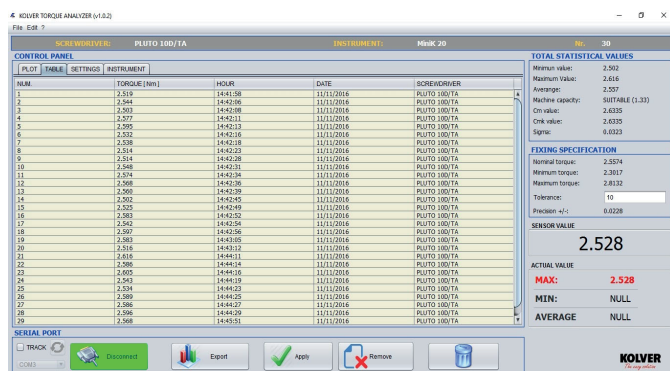 KOLVER TORQUE ANALYZER (v1.0.2)
File Edit ?
SCREWDRIVER: PLUTO 10D/TA INSTRUMENT: MiniK 20 Nr. 30
CONTROL PANEL
PLOT TABLE SETTINGS INSTRUMENT
NUM. TORQUE [ Nm ] HOUR DATE SCREWDRIVER
1 2.519 14:41:58 11/11/2016 PLUTO 10D/TA
2 2.544 14:42:06 11/11/2016 PLUTO 10D/TA
3 2.503 14:42:08 11/11/2016 PLUTO 10D/TA
4 2.577 14:42:11 11/11/2016 PLUTO 10D/TA
5 2.595 14:42:13 11/11/2016 PLUTO 10D/TA
6 2.532 14:42:16 11/11/2016 PLUTO 10D/TA
7 2.538 14:42:18 11/11/2016 PLUTO 10D/TA
8 2.514 14:42:23 11/11/2016 PLUTO 10D/TA
9 2.514 14:42:28 11/11/2016 PLUTO 10D/TA
10 2.548 14:42:31 11/11/2016 PLUTO 10D/TA
11 2.574 14:42:34 11/11/2016 PLUTO 10D/TA
12 2.568 14:42:36 11/11/2016 PLUTO 10D/TA
13 2.560 14:42:39 11/11/2016 PLUTO 10D/TA
14 2.502 14:42:45 11/11/2016 PLUTO 10D/TA
15 2.525 14:42:49 11/11/2016 PLUTO 10D/TA
16 2.583 14:42:52 11/11/2016 PLUTO 10D/TA
17 2.542 14:42:54 11/11/2016 PLUTO 10D/TA
18 2.597 14:42:56 11/11/2016 PLUTO 10D/TA
19 2.583 14:43:05 11/11/2016 PLUTO 10D/TA
20 2.516 14:43:12 11/11/2016 PLUTO 10D/TA
21 2.616 14:44:11 11/11/2016 PLUTO 10D/TA
22 2.586 14:44:14 11/11/2016 PLUTO 10D/TA
23 2.605 14:44:16 11/11/2016 PLUTO 10D/TA
24 2.543 14:44:19 11/11/2016 PLUTO 10D/TA
25 2.534 14:44:23 11/11/2016 PLUTO 10D/TA
26 2.589 14:44:25 11/11/2016 PLUTO 10D/TA
27 2.586 14:44:27 11/11/2016 PLUTO 10D/TA
28 2.596 14:44:29 11/11/2016 PLUTO 10D/TA
29 2.568 14:45:51 11/11/2016 PLUTO 10D/TA
SERIAL PORT
TRACK
COM3
Disconnect
Export
Apply
Remove
TOTAL STATISTICAL VALUES
Minimun value: 2.502
Maximum Value: 2.616
Averange: 2.557
Machine capacity: SUITABLE (1.33)
Cm value: 2.6335
Cmk value: 2.6335
Sigma: 0.0323
FIXING SPECIFICATION
Nominal torque: 2.5574
Minimum torque: 2.3017
Maximum torque: 2.8132
Tolerance: 10
Precision +/-: 0.0228
SENSOR VALUE
2.528
ACTUAL VALUE
MAX: 2.528
MIN: NULL
AVERAGE NULL
KOLVER
The easy solution